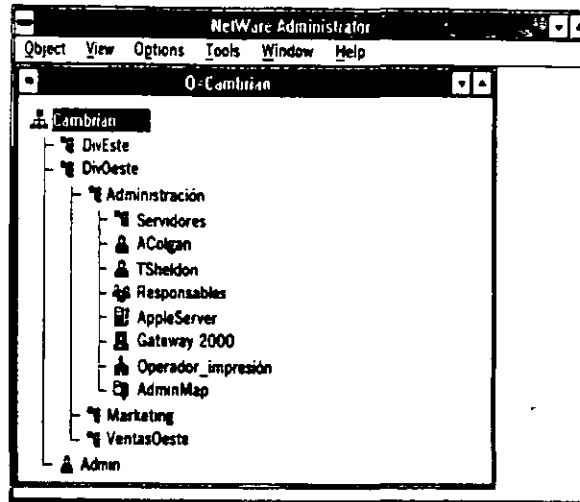 NetWare Administrator
Object View Options Tools Window Help
O=Cambrian
Cambrian
DivEste
DivOeste
Administración
Servidores
AColgan
TSheldon
Responsables
AppleServer
Gateway 2000
Operador_impresión
AdminMap
Marketing
VentasOeste
Admin